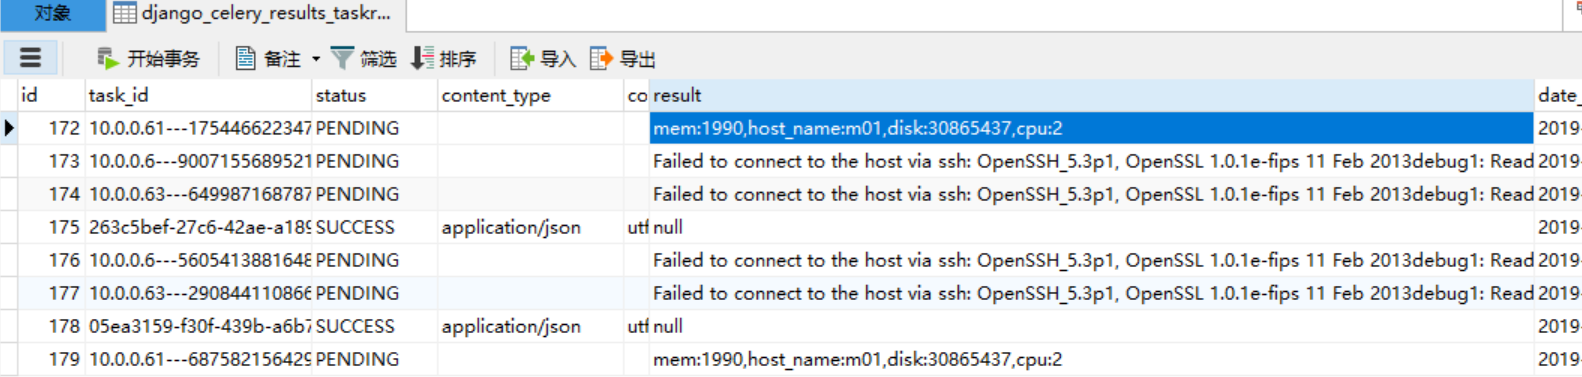 对象 django_celery_results_taskr...
开始事务 备注 筛选 排序 导入 导出
id task_id status content_type co result date_
172 10.0.0.61---175446622347 PENDING mem:1990,host_name:m01,disk:30865437,cpu:2 2019-
173 10.0.0.6---9007155689521 PENDING Failed to connect to the host via ssh: OpenSSH_5.3p1, OpenSSL 1.0.1e-fips 11 Feb 2013debug1: Read 2019-
174 10.0.0.63---649987168787 PENDING Failed to connect to the host via ssh: OpenSSH_5.3p1, OpenSSL 1.0.1e-fips 11 Feb 2013debug1: Read 2019-
175 263c5bef-27c6-42ae-a189 SUCCESS application/json utf null 2019-
176 10.0.0.6---5605413881648 PENDING Failed to connect to the host via ssh: OpenSSH_5.3p1, OpenSSL 1.0.1e-fips 11 Feb 2013debug1: Read 2019-
177 10.0.0.63---290844110866 PENDING Failed to connect to the host via ssh: OpenSSH_5.3p1, OpenSSL 1.0.1e-fips 11 Feb 2013debug1: Read 2019-
178 05ea3159-f30f-439b-a6b7 SUCCESS application/json utf null 2019-
179 10.0.0.61---687582156429 PENDING mem:1990,host_name:m01,disk:30865437,cpu:2 2019-